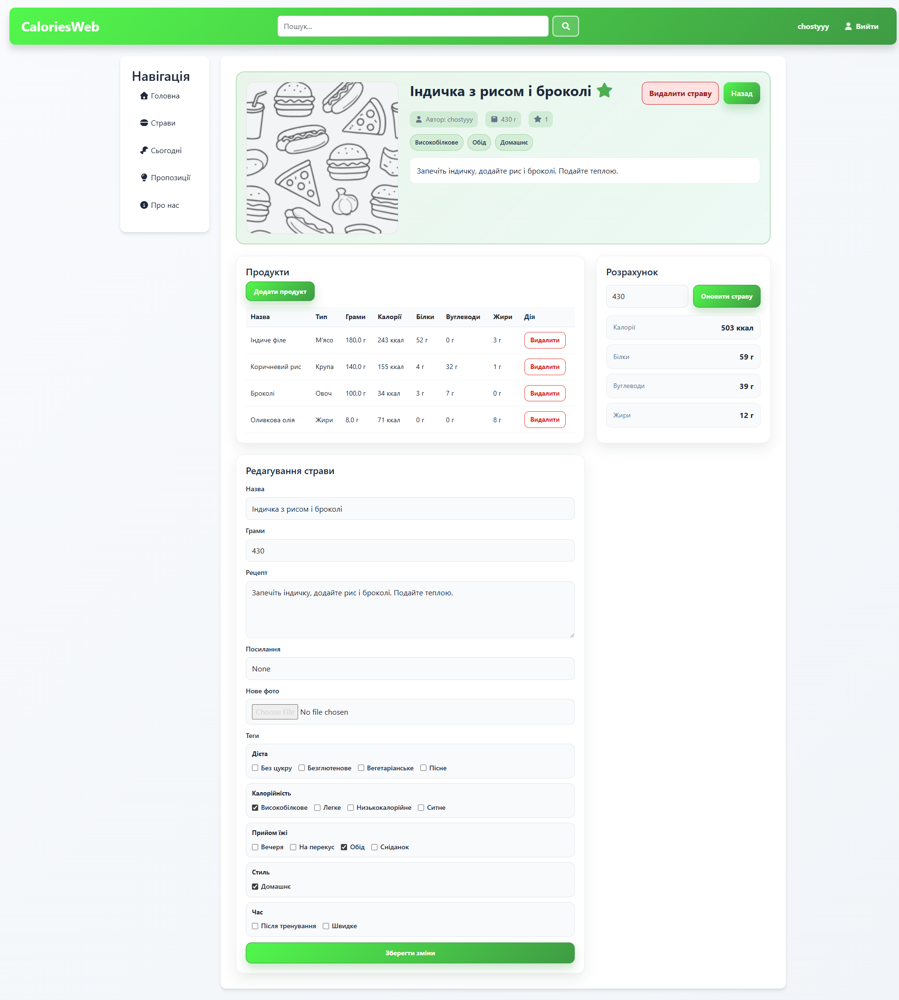 CaloriesWeb
Пошук...
chostyyy
Вийти
Навігація
Головна
Страви
Сьогодні
Пропозиції
Про нас
Індичка з рисом і броколі
Видалити страву
Назад
Автор: chostyyy
430 г
1
Високобілкове
Обід
Домашнє
Запечіть індичку, додайте рис і броколі. Подайте теплою.
Продукти
Додати продукт
Назва Тип Грами Калорії Білки Вуглеводи Жири Дія
Індиче філе М'ясо 180,0 г 243 ккал 52 г 0 г 3 г Видалити
Коричневий рис Крупа 140,0 г 155 ккал 4 г 32 г 1 г Видалити
Броколі Овоч 100,0 г 34 ккал 3 г 7 г 0 г Видалити
Оливкова олія Жири 8,0 г 71 ккал 0 г 0 г 8 г Видалити
Розрахунок
430
Оновити страву
Калорії 503 ккал
Білки 59 г
Вуглеводи 39 г
Жири 12 г
Редагування страви
Назва
Індичка з рисом і броколі
Грами
430
Рецепт
Запечіть індичку, додайте рис і броколі. Подайте теплою.
Посилання
None
Нове фото
Choose File No file chosen
Теги
Дієта
Без цукру Безглютенове Вегетаріанське Пісне
Калорійність
Високобілкове Легке Низькокалорійне Ситне
Прийом їжі
Вечеря На перекус Обід Сніданок
Стиль
Домашнє
Час
Після тренування Швидке
Зберегти зміни